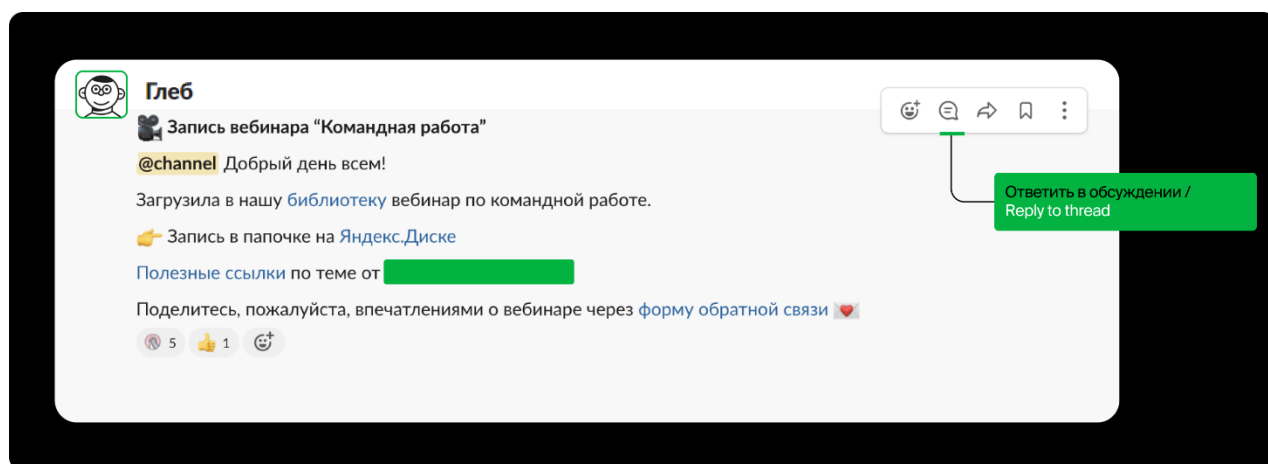 Глеб
Запись вебинара “Командная работа”
@channel Добрый день всем!
Загрузила в нашу библиотеку вебинар по командной работе.
Запись в папочке на Яндекс.Диске
Полезные ссылки по теме от
Поделитесь, пожалуйста, впечатлениями о вебинаре через форму обратной связи
5 1
Ответить в обсуждении /
Reply to thread